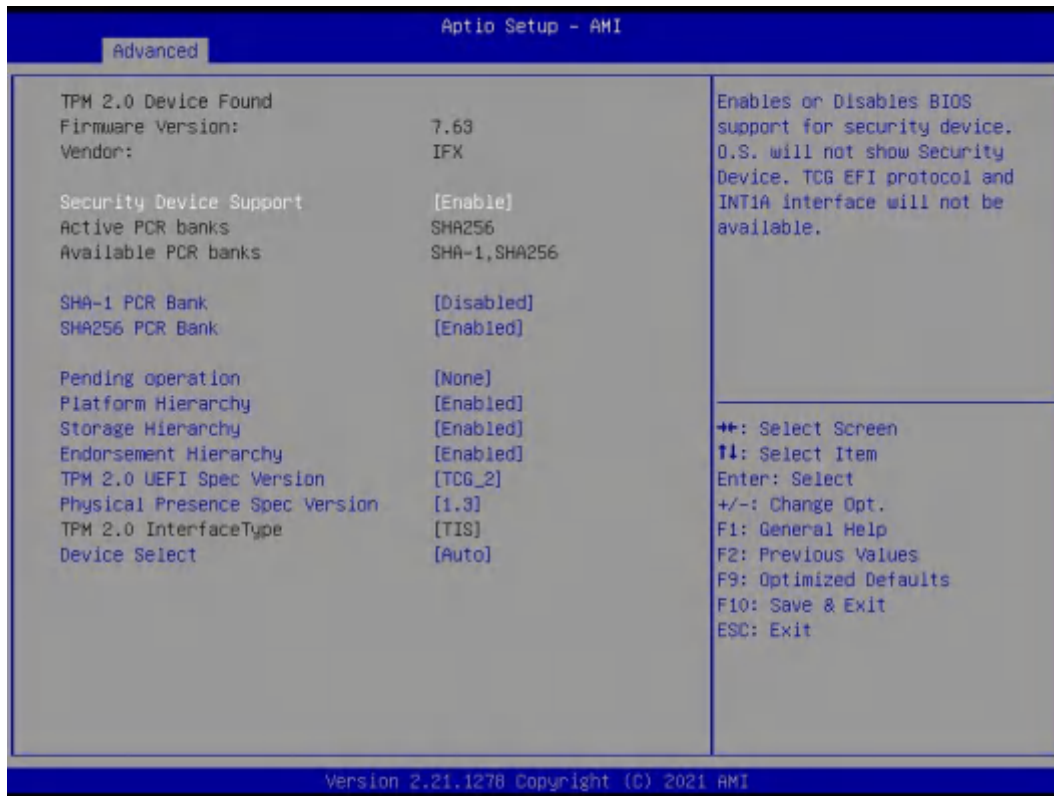 Aptio Setup - AMI
Advanced
TPM 2.0 Device Found
Firmware Version: 7.63
Vendor: IFX
Security Device Support [Enable]
Active PCR banks SHA256
Available PCR banks SHA-1,SHA256
SHA-1 PCR Bank [Disabled]
SHA256 PCR Bank [Enabled]
Pending operation [None]
Platform Hierarchy [Enabled]
Storage Hierarchy [Enabled]
Endorsement Hierarchy [Enabled]
TPM 2.0 UEFI Spec Version [TCG_2]
Physical Presence Spec Version [1.3]
TPM 2.0 InterfaceType [TIS]
Device Select [Auto]
Enables or Disables BIOS
support for security device.
O.S. will not show Security
Device. TCG EFI protocol and
INT1A interface will not be
available.
→←: Select Screen
↑↓: Select Item
Enter: Select
+/-: Change Opt.
F1: General Help
F2: Previous Values
F9: Optimized Defaults
F10: Save & Exit
ESC: Exit
Version 2.21.1278 Copyright (C) 2021 AMI